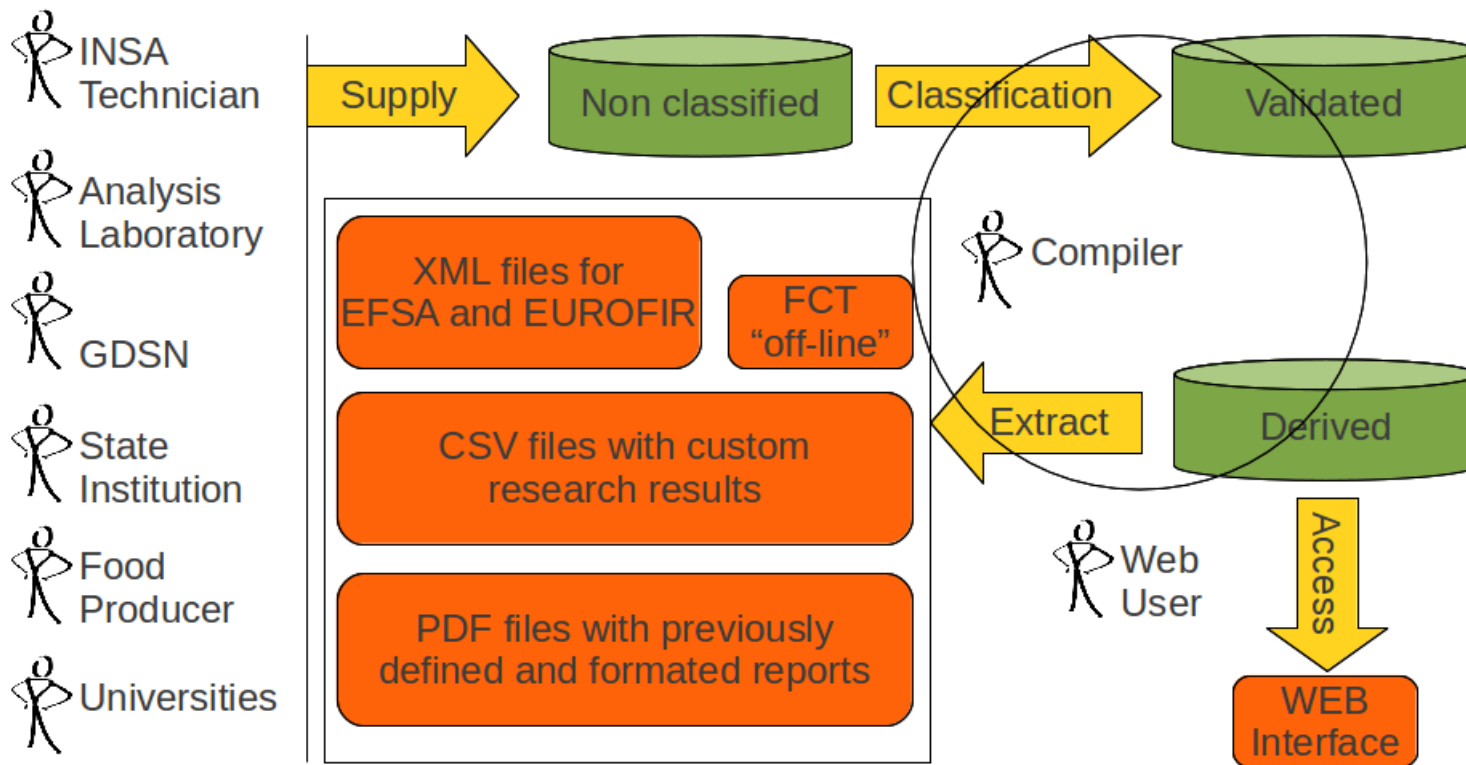 INSA
Technician
Analysis
Laboratory
GDSN
State
Institution
Food
Producer
Universities
Supply
Non classified
Classification
Validated
Compiler
XML files for
EFSA and EUROFIR
FCT
“off-line”
Extract
Derived
CSV files with custom
research results
PDF files with previously
defined and formated reports
Web
User
Access
WEB
Interface